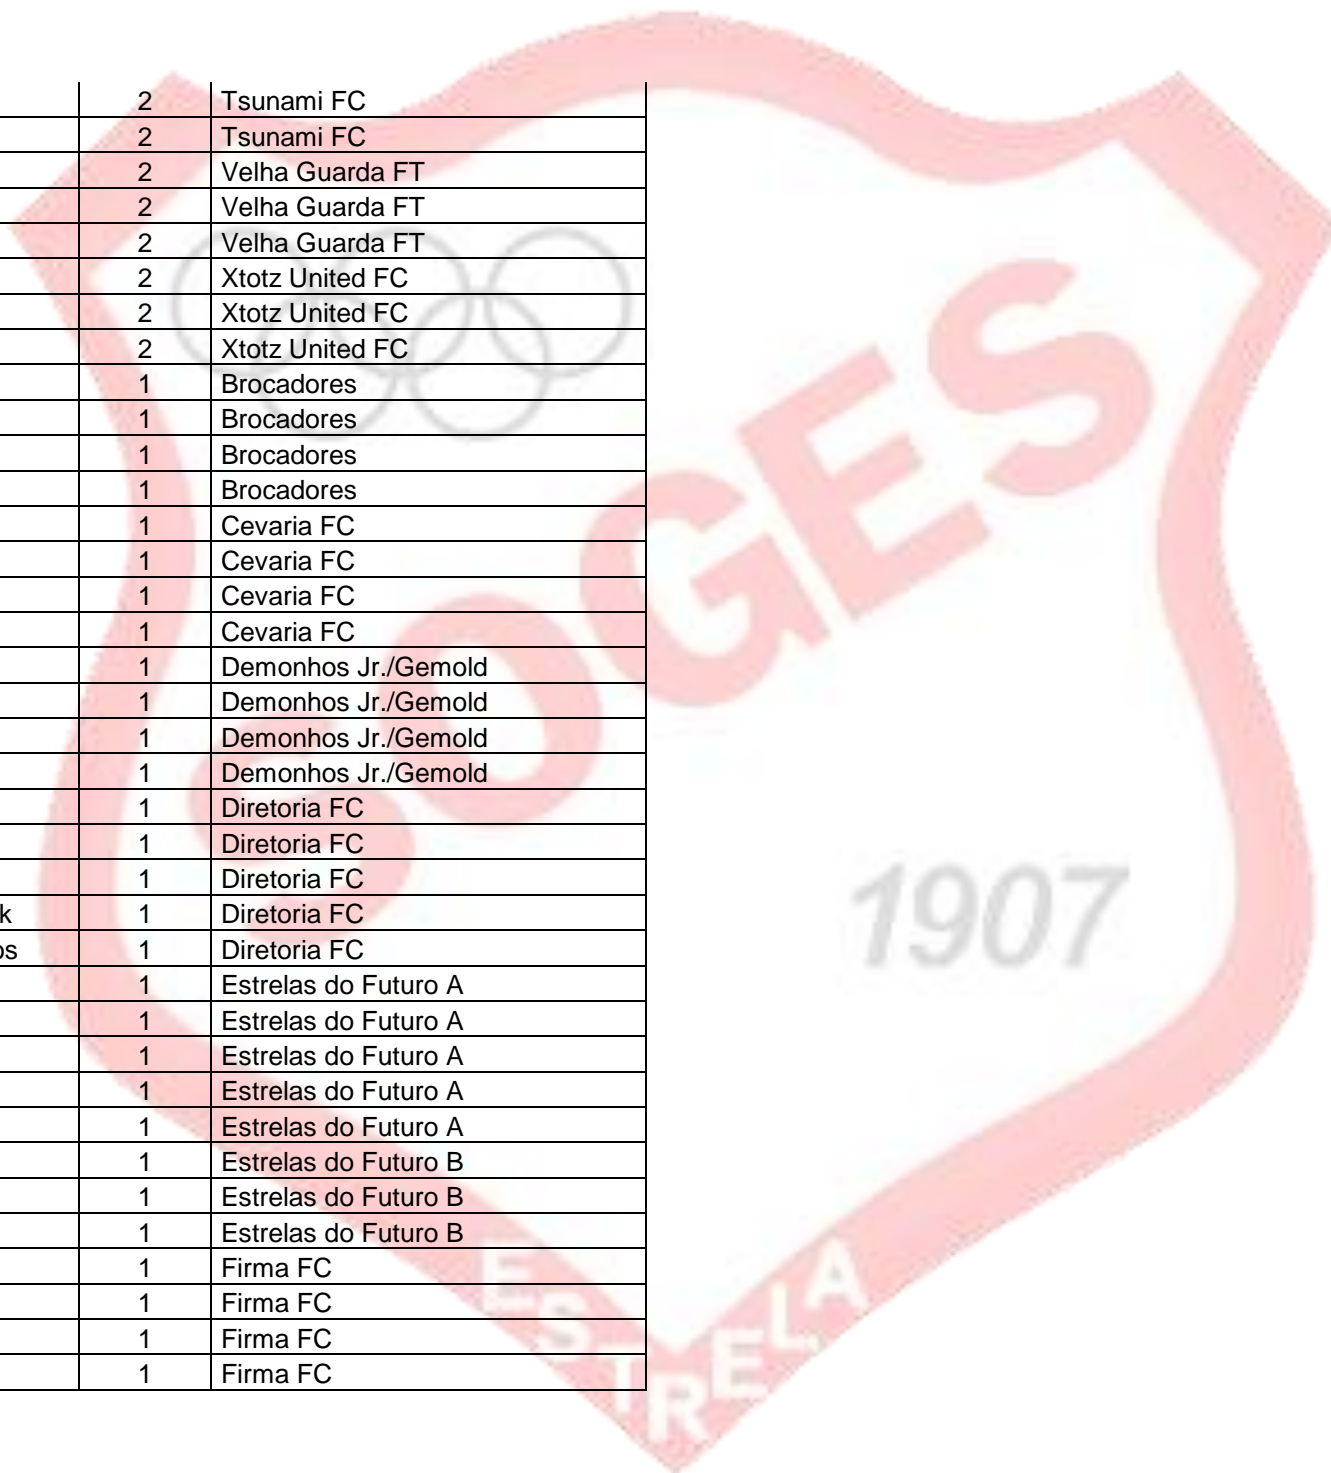 2 Tsunami FC
2 Tsunami FC
2 Velha Guarda FT
2 Velha Guarda FT
2 Velha Guarda FT
2 Xtotz United FC
2 Xtotz United FC
2 Xtotz United FC
1 Brocadores
1 Brocadores
1 Brocadores
1 Brocadores
1 Cevaria FC
1 Cevaria FC
1 Cevaria FC
1 Cevaria FC
1 Demonhos Jr./Gemold
1 Demonhos Jr./Gemold
1 Demonhos Jr./Gemold
1 Demonhos Jr./Gemold
1 Diretoria FC
1 Diretoria FC
1 Diretoria FC
k 1 Diretoria FC
os 1 Diretoria FC
1 Estrelas do Futuro A
1 Estrelas do Futuro A
1 Estrelas do Futuro A
1 Estrelas do Futuro A
1 Estrelas do Futuro A
1 Estrelas do Futuro B
1 Estrelas do Futuro B
1 Estrelas do Futuro B
1 Firma FC
1 Firma FC
1 Firma FC
1 Firma FC
SOGES
1907
ESTRELA